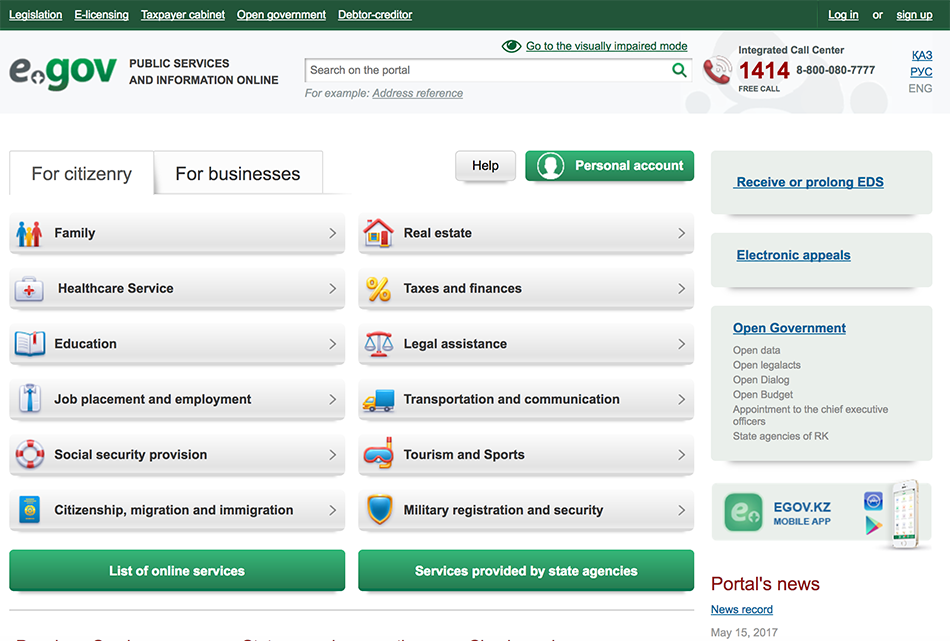 Legislation E-licensing Taxpayer cabinet Open government Debtor-creditor Log in or sign up
Go to the visually impaired mode
e.gov PUBLIC SERVICES
AND INFORMATION ONLINE
Search on the portal
For example: Address reference
Integrated Call Center
1414 8-800-080-7777
FREE CALL
ҚАЗ
РУС
ENG
For citizenry For businesses Help Personal account
Family Real estate
Healthcare Service Taxes and finances
Education Legal assistance
Job placement and employment Transportation and communication
Social security provision Tourism and Sports
Citizenship, migration and immigration Military registration and security
List of online services Services provided by state agencies
Receive or prolong EDS
Electronic appeals
Open Government
Open data
Open legalacts
Open Dialog
Open Budget
Appointment to the chief executive
officers
State agencies of RK
EGOV.KZ
MOBILE APP
Portal's news
News record
May 15, 2017